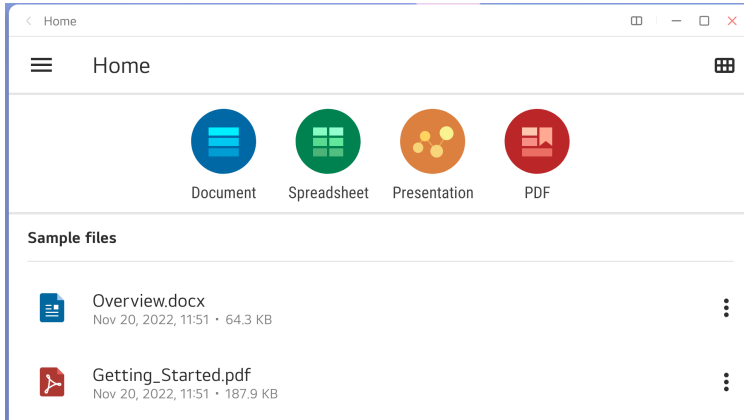 Home
Home
Document Spreadsheet Presentation PDF
Sample files
Overview.docx
Nov 20, 2022, 11:51 • 64.3 KB
Getting_Started.pdf
Nov 20, 2022, 11:51 • 187.9 KB